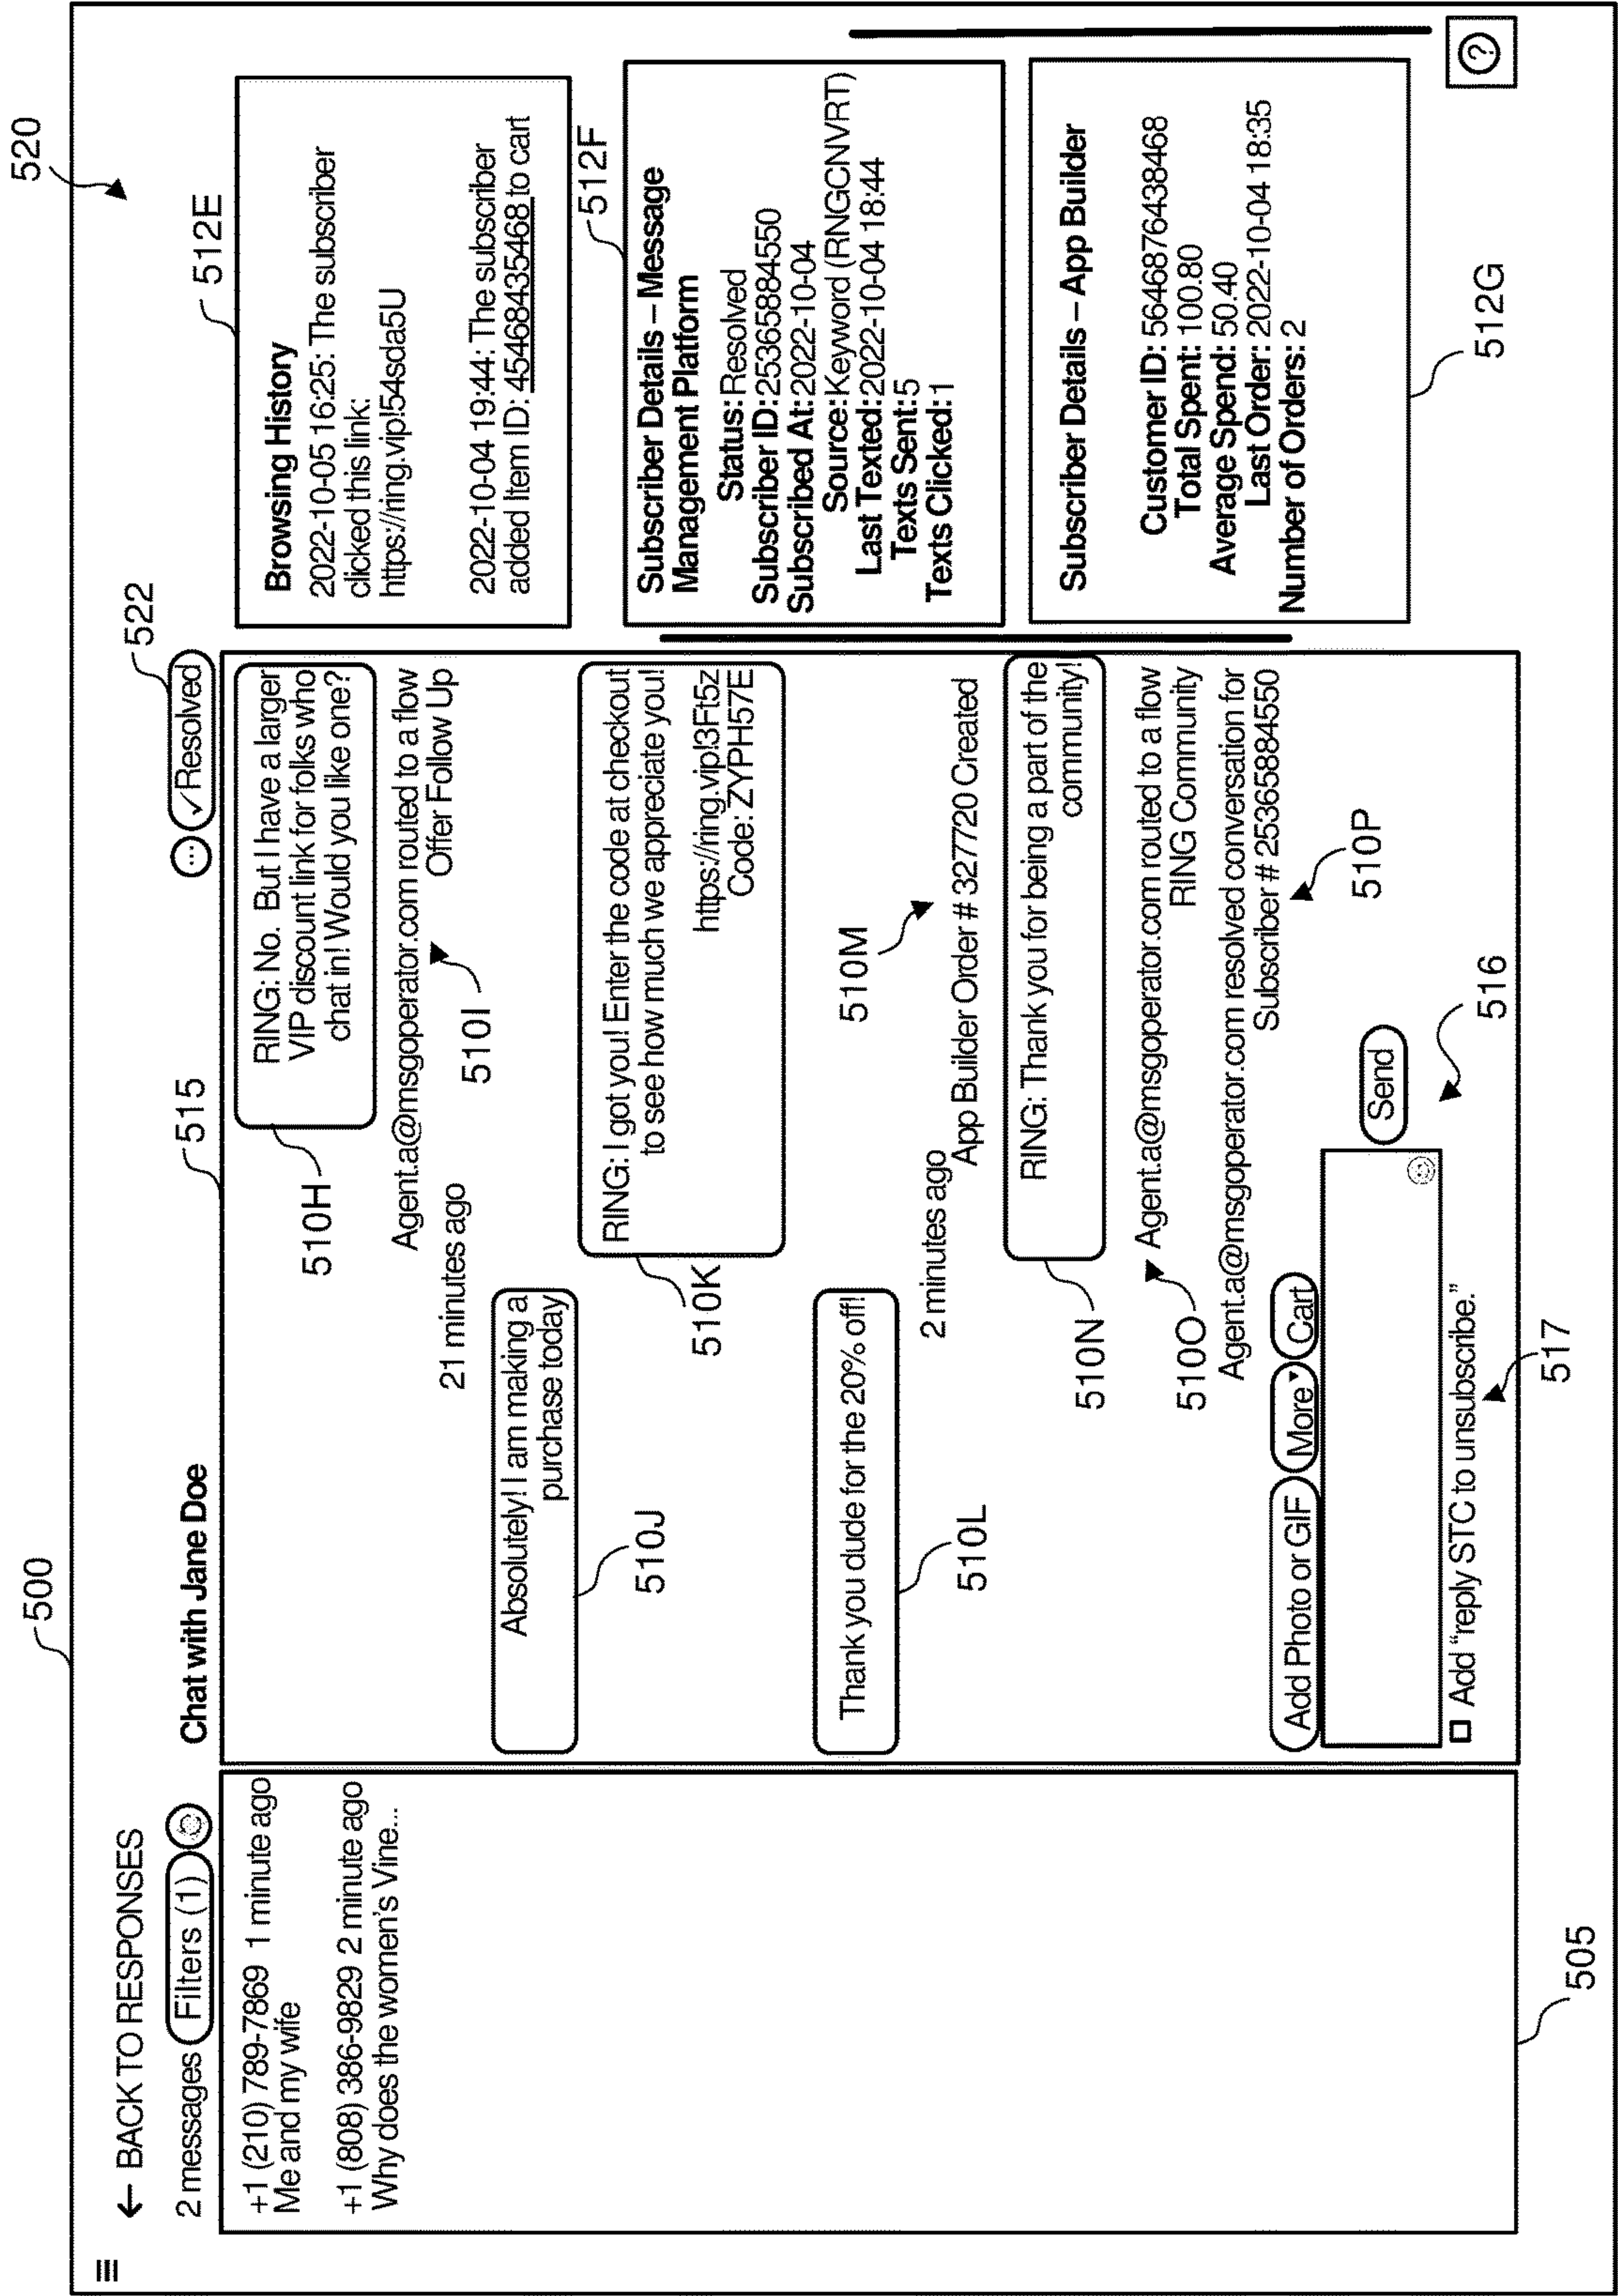 500
520
← BACK TO RESPONSES
2 messages Filters (1)
+1 (210) 789-7869 1 minute ago
Me and my wife
+1 (808) 386-9829 2 minute ago
Why does the women's Vine...
505
Chat with Jane Doe
515
... ✓Resolved
522
RING: No. But I have a larger
VIP discount link for folks who
chat in! Would you like one?
510H
Agent.a@msgoperator.com routed to a flow
Offer Follow Up
510I
21 minutes ago
Absolutely! I am making a
purchase today
510J
RING: I got you! Enter the code at checkout
to see how much we appreciate you!
https://ring.vip!3Ft5z
Code: ZYPH57E
510K
Thank you dude for the 20% off!
510L
510M
2 minutes ago
App Builder Order # 327720 Created
RING: Thank you for being a part of the
community!
510N
Agent.a@msgoperator.com routed to a flow
RING Community
510O
Agent.a@msgoperator.com resolved conversation for
Subscriber # 25365884550
510P
Add Photo or GIF More Cart
Send
516
Add “reply STC to unsubscribe.”
517
512E
Browsing History
2022-10-05 16:25: The subscriber
clicked this link:
https://ring.vip!54sda5U
2022-10-04 19:44: The subscriber
added Item ID: 45468435468 to cart
512F
Subscriber Details – Message
Management Platform
Status: Resolved
Subscriber ID: 25365884550
Subscribed At: 2022-10-04
Source: Keyword (RNGCNVRT)
Last Texted: 2022-10-04 18:44
Texts Sent: 5
Texts Clicked: 1
Subscriber Details – App Builder
Customer ID: 564687643​8468
Total Spent: 100.80
Average Spend: 50.40
Last Order: 2022-10-04 18:35
Number of Orders: 2
512G
?